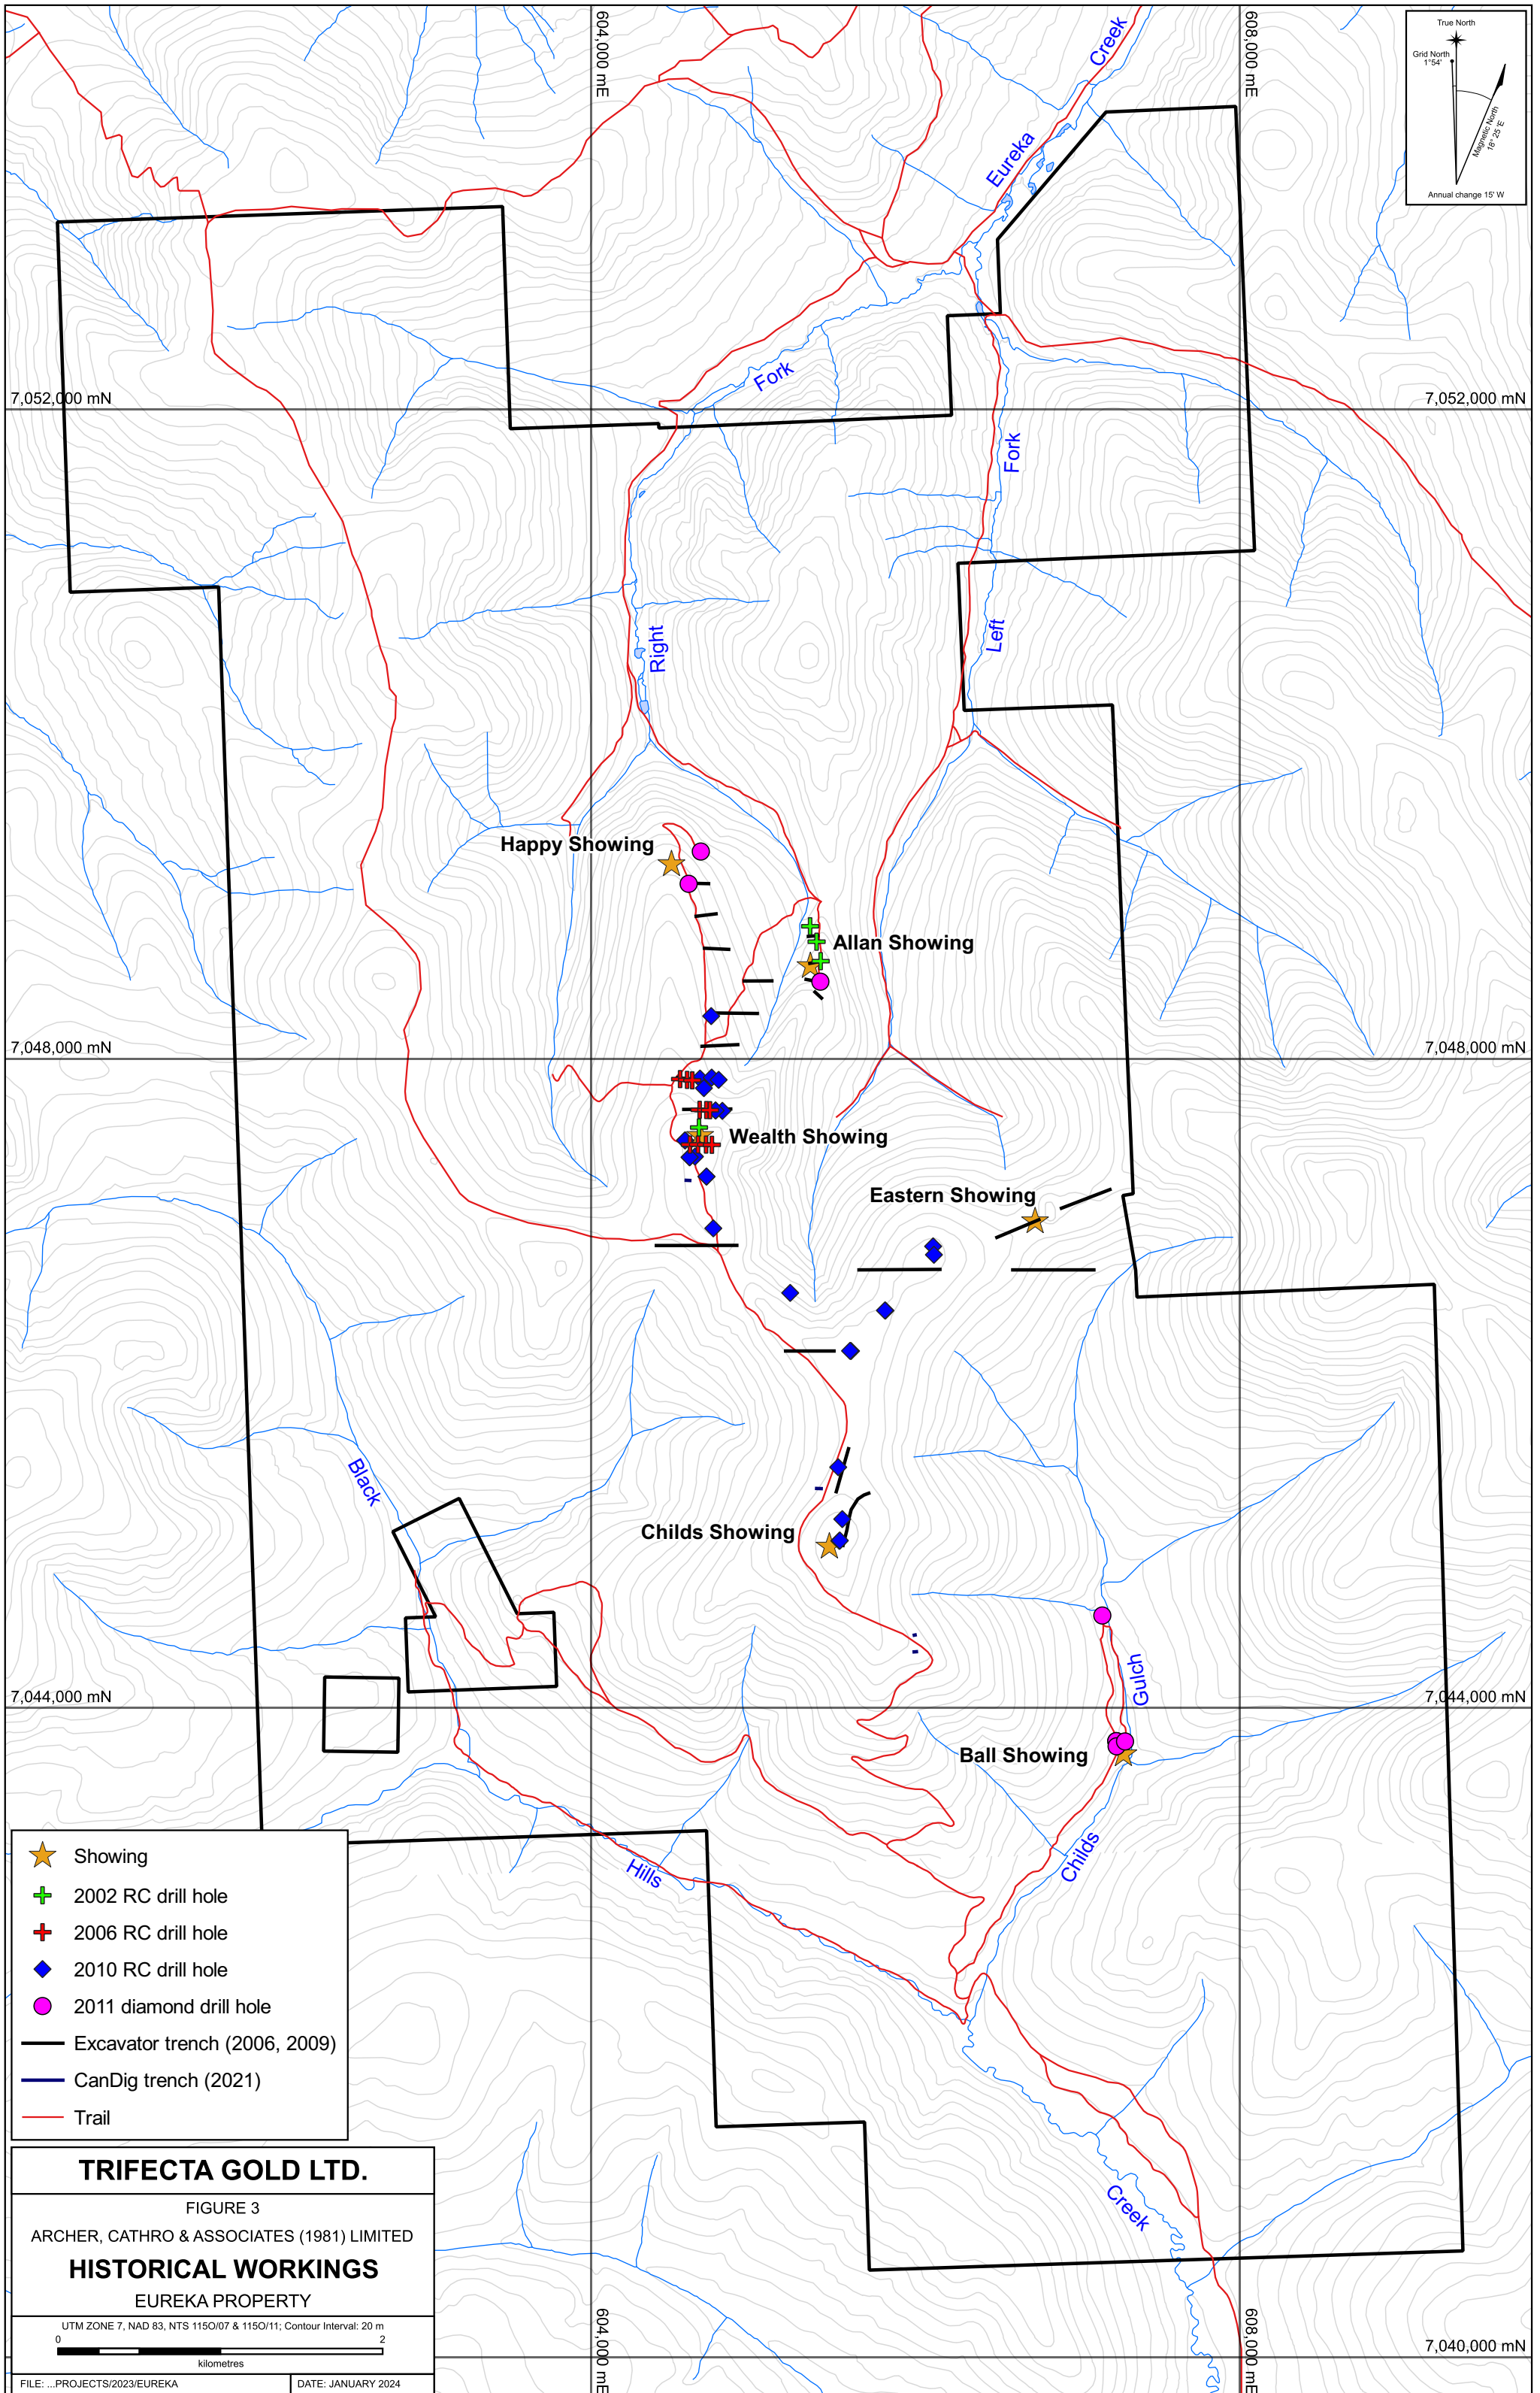 604,000 mE
608,000 mE
True North
Grid North
1°54'
Magnetic North
18° 25 'E
Annual change 15' W
Creek
Eureka
Fork
7,052,000 mN
7,052,000 mN
Fork
Right
Left
Happy Showing
Allan Showing
7,048,000 mN
7,048,000 mN
Wealth Showing
Eastern Showing
Black
Childs Showing
Gulch
7,044,000 mN
7,044,000 mN
Ball Showing
Childs
Hills
Creek
Showing
2002 RC drill hole
2006 RC drill hole
2010 RC drill hole
2011 diamond drill hole
Excavator trench (2006, 2009)
CanDig trench (2021)
Trail
TRIFECTA GOLD LTD.
FIGURE 3
ARCHER, CATHRO & ASSOCIATES (1981) LIMITED
HISTORICAL WORKINGS
EUREKA PROPERTY
UTM ZONE 7, NAD 83, NTS 115O/07 & 115O/11; Contour Interval: 20 m
0 2
kilometres
FILE: ...PROJECTS/2023/EUREKA
DATE: JANUARY 2024
604,000 mE
608,000 mE
7,040,000 mN